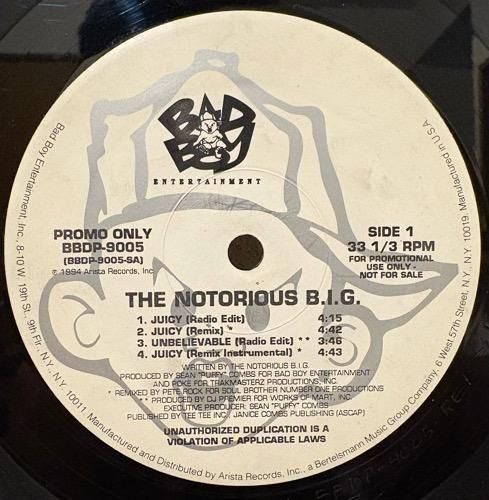 BAD
BOY
ENTERTAINMENT
PROMO ONLY
BBDP-9005
(BBDP-9005-SA)
℗ 1994 Arista Records, Inc.
SIDE 1
33 1/3 RPM
FOR PROMOTIONAL
USE ONLY -
NOT FOR SALE
THE NOTORIOUS B.I.G.
1. JUICY (Radio Edit) 4:15
2. JUICY (Remix) * 4:42
3. UNBELIEVABLE (Radio Edit) ** 3:46
4. JUICY (Remix Instrumental) * 4:43
WRITTEN BY THE NOTORIOUS B.I.G.
PRODUCED BY SEAN "PUFFY" COMBS FOR BAD BOY ENTERTAINMENT
AND POKE FOR TRAKMASTERZ PRODUCTIONS, INC.
* REMIXED BY PETE ROCK FOR SOUL BROTHER NUMBER ONE PRODUCTIONS
** PRODUCED BY DJ PREMIER FOR WORKS OF MART, INC.
EXECUTIVE PRODUCER: SEAN "PUFFY" COMBS
PUBLISHED BY TEE TEE INC., JANICE COMBS PUBLISHING (ASCAP)
UNAUTHORIZED DUPLICATION IS A
VIOLATION OF APPLICABLE LAWS
Bad Boy Entertainment, Inc., 8-10 W. 19th St., 9th Flr., N.Y., N.Y. 10011, Manufactured and Distributed by Arista Records, Inc., a Bertelsmann Music Group Company, 6 West 57th Street, N.Y., N.Y. 10019. Manufactured in U.S.A.